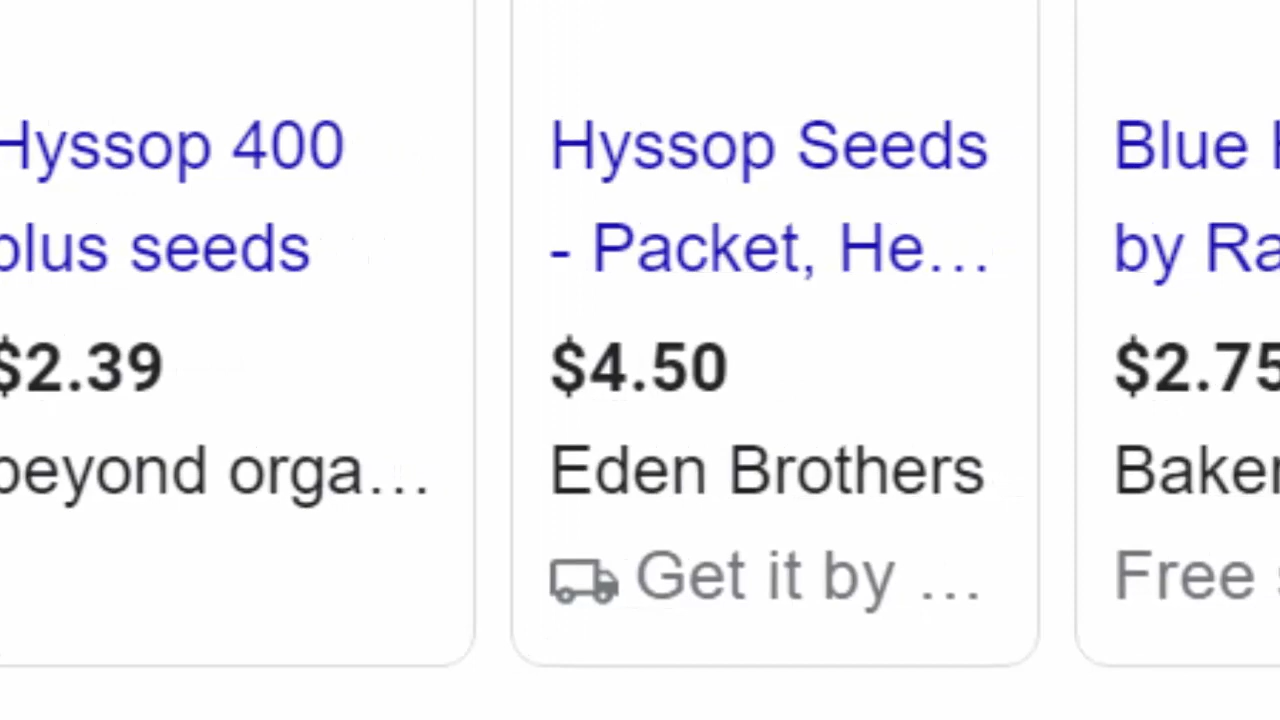 Hyssop 400
plus seeds
$2.39
beyond orga...
Hyssop Seeds
- Packet, He...
$4.50
Eden Brothers
Get it by ...
Blue
by Ra
$2.75
Baker
Free